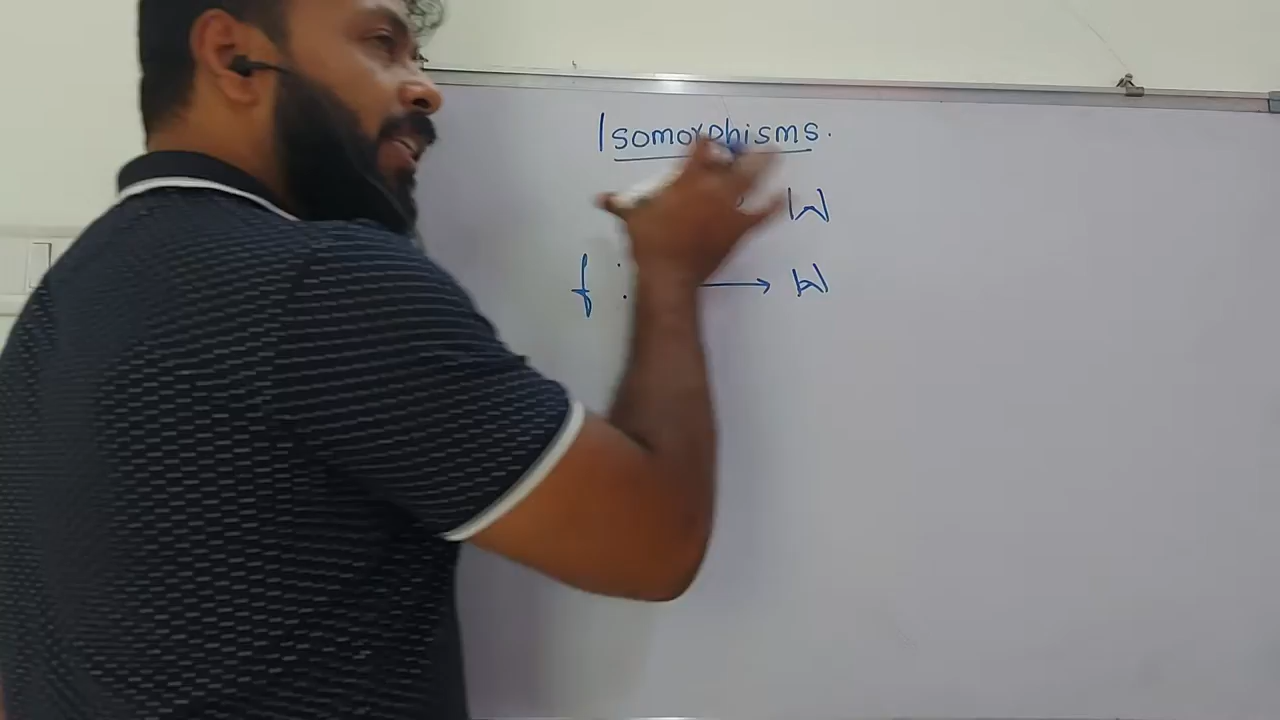 Isomorphisms.
W
f : → W